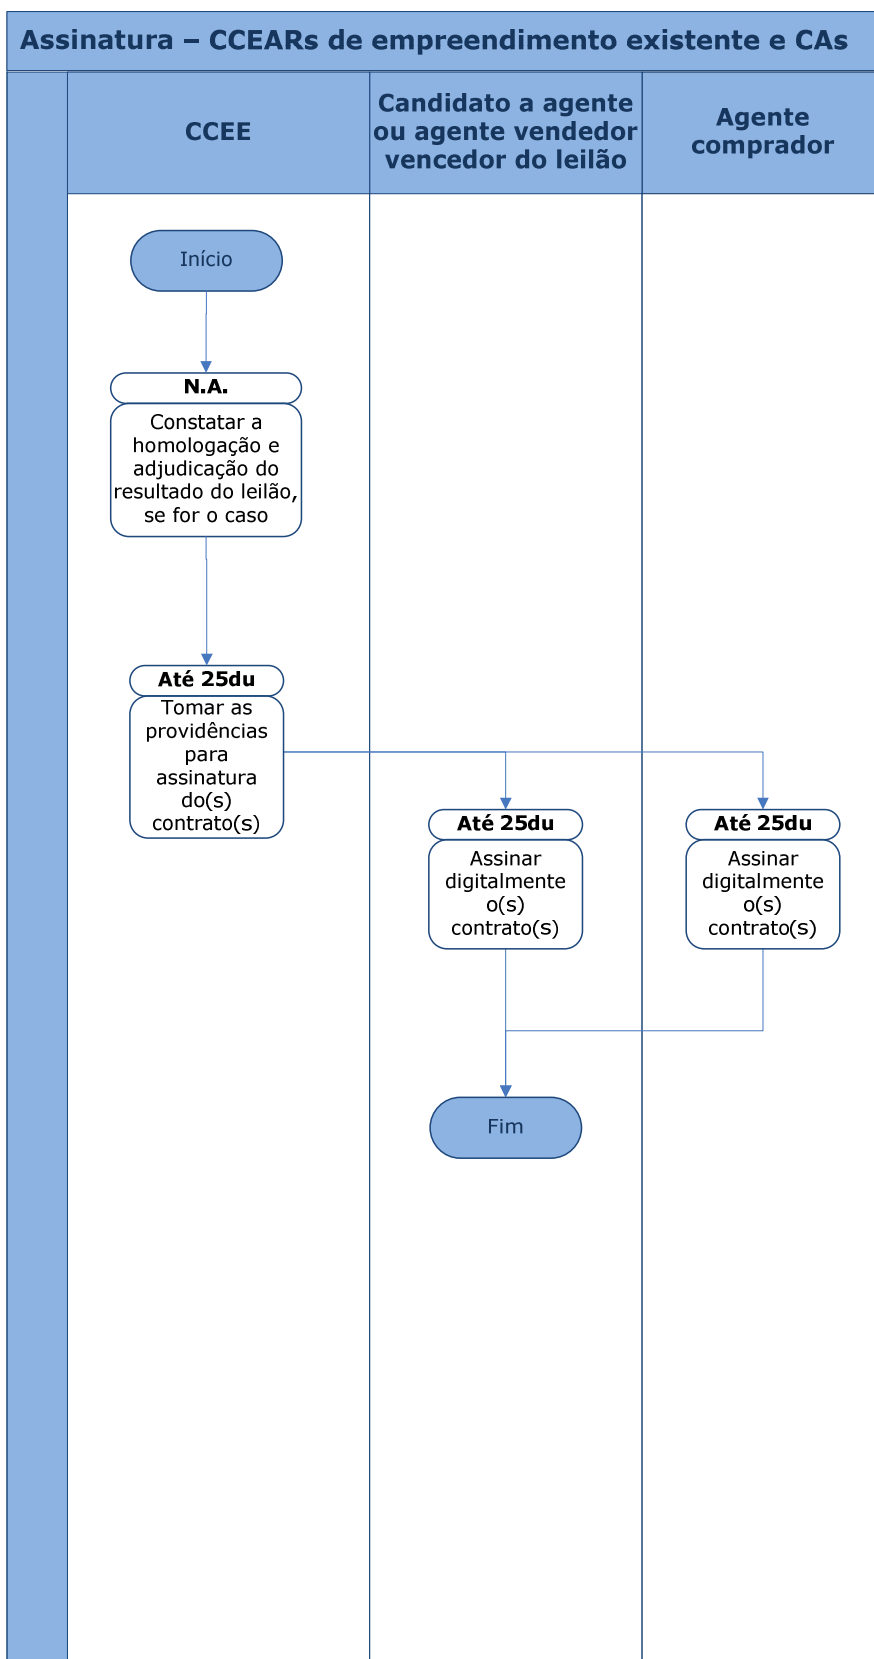 Assinatura – CCEARs de empreendimento existente e CAs
CCEE
Candidato a agente
ou agente vendedor
vencedor do leilão
Agente
comprador
Início
N.A.
Constatar a
homologação e
adjudicação do
resultado do leilão,
se for o caso
Até 25du
Tomar as
providências
para
assinatura
do(s)
contrato(s)
Até 25du
Assinar
digitalmente
o(s)
contrato(s)
Até 25du
Assinar
digitalmente
o(s)
contrato(s)
Fim